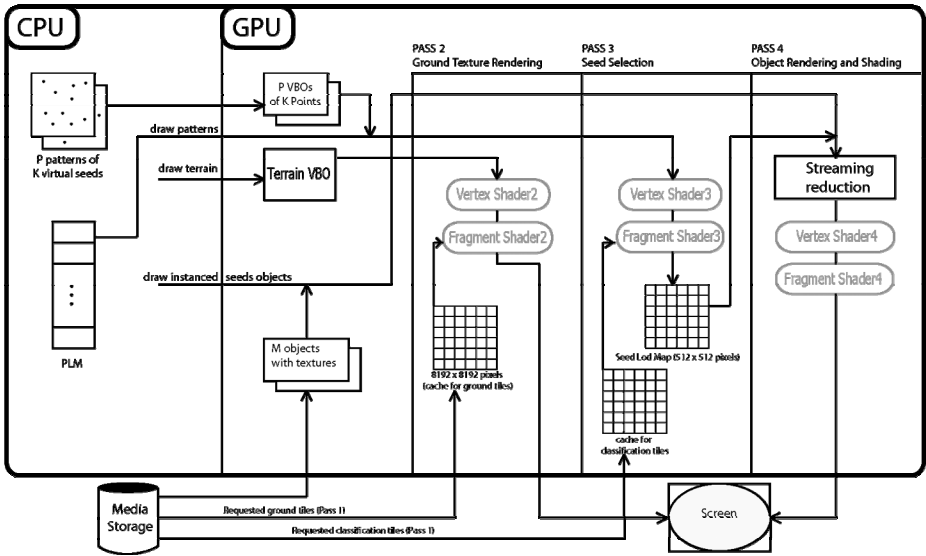 CPU
GPU
PASS 2
Ground Texture Rendering
PASS 3
Seed Selection
PASS 4
Object Rendering and Shading
P VBOs
of K Points
draw patterns
P patterns of
K virtual seeds
draw terrain
Terrain VBO
Streaming
reduction
Vertex Shader2
Vertex Shader3
Fragment Shader2
Fragment Shader3
Vertex Shader4
Fragment Shader4
draw instanced seeds objects
PLM
M objects
with textures
Seed Lod Map (512 x 512 pixels)
8192 x 8192 pixels
(cache for ground tiles)
cache for
classification tiles
Media
Storage
Requested ground tiles (Pass 1)
Requested classification tiles (Pass 1)
Screen